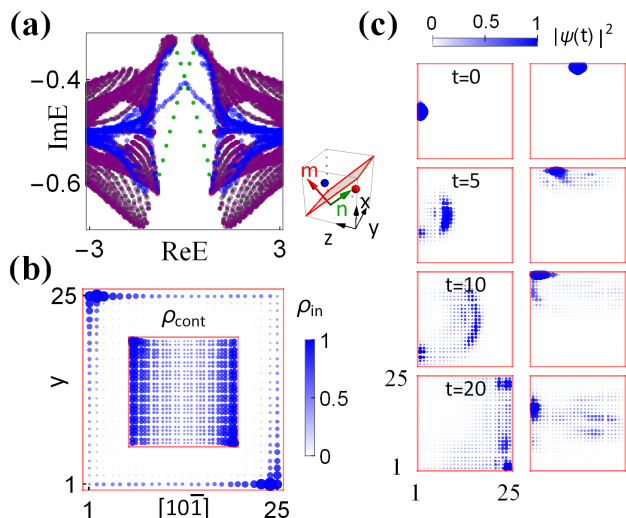 (a)
ImE
−0.4
−0.6
−3
ReE
3
m
n
x
y
z
(b)
25
y
1
ρcont
ρin
1
0.5
0
1
[101̅]
25
(c)
0
0.5
1
|ψ(t)|²
t=0
t=5
t=10
t=20
25
1
1
25